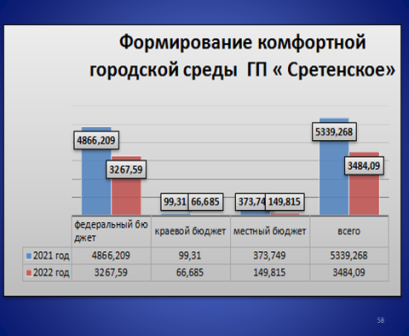 Формирование комфортной
городской среды ГП « Сретенское»
4866,209
3267,59
99,31
66,685
373,74
149,815
5339,268
3484,09
федеральный бю
джет
краевой бюджет
местный бюджет
всего
2021 год 4866,209 99,31 373,749 5339,268
2022 год 3267,59 66,685 149,815 3484,09
58